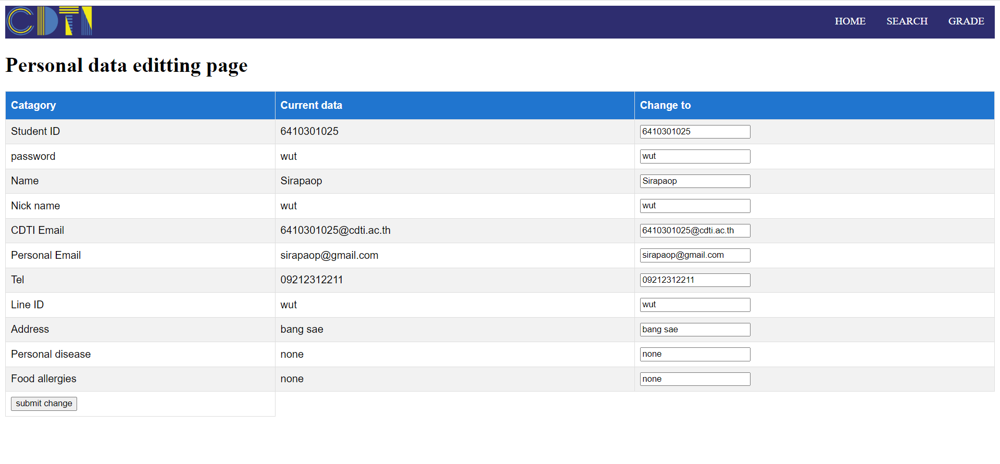 CDTI HOME SEARCH GRADE
Personal data editting page
Catagory Current data Change to
Student ID 6410301025 6410301025
password wut wut
Name Sirapaop Sirapaop
Nick name wut wut
CDTI Email 6410301025@cdti.ac.th 6410301025@cdti.ac.th
Personal Email sirapaop@gmail.com sirapaop@gmail.com
Tel 09212312211 09212312211
Line ID wut wut
Address bang sae bang sae
Personal disease none none
Food allergies none none
submit change